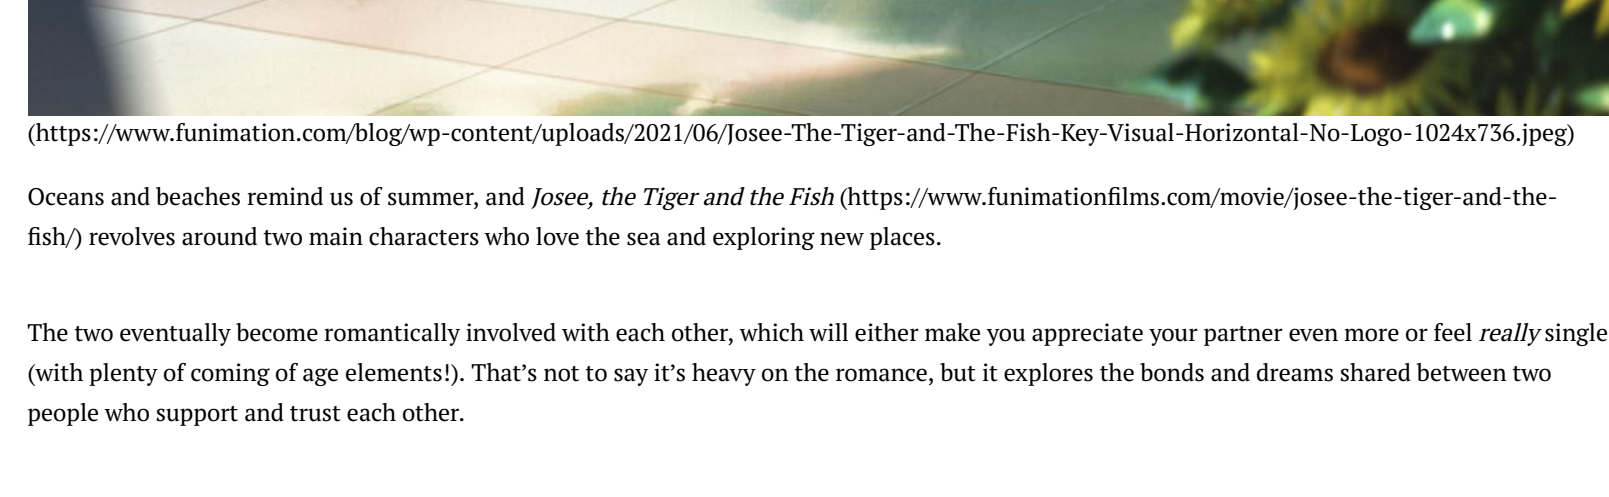 (https://www.funimation.com/blog/wp-content/uploads/2021/06/Josee-The-Tiger-and-The-Fish-Key-Visual-Horizontal-No-Logo-1024x736.jpeg)
Oceans and beaches remind us of summer, and Josee, the Tiger and the Fish (https://www.funimationfilms.com/movie/josee-the-tiger-and-the-
fish/) revolves around two main characters who love the sea and exploring new places.
The two eventually become romantically involved with each other, which will either make you appreciate your partner even more or feel really single
(with plenty of coming of age elements!). That’s not to say it’s heavy on the romance, but it explores the bonds and dreams shared between two
people who support and trust each other.